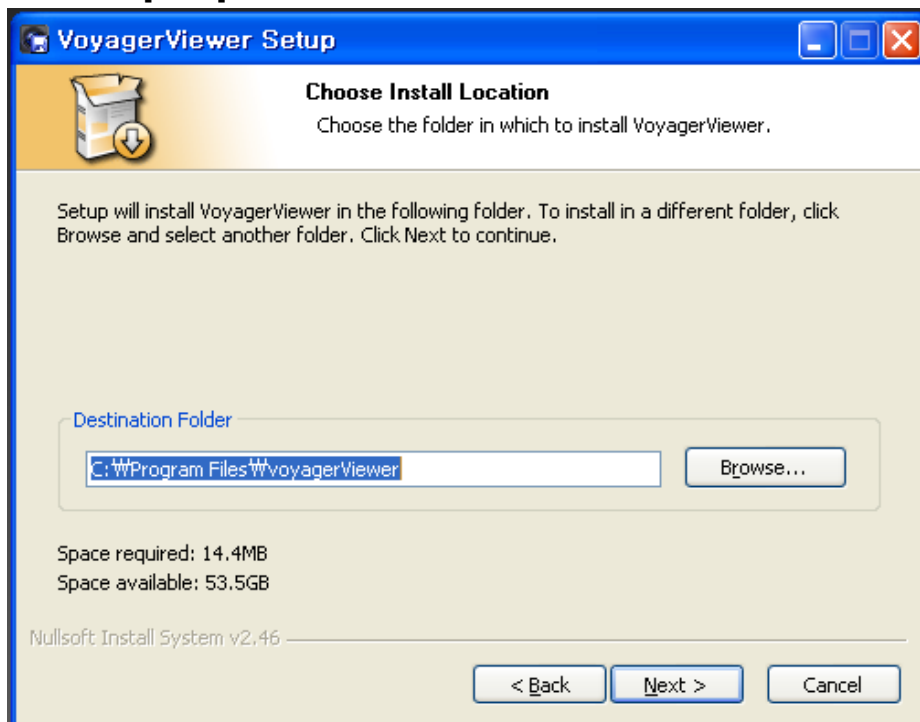 VoyagerViewer Setup
Choose Install Location
Choose the folder in which to install VoyagerViewer.
Setup will install VoyagerViewer in the following folder. To install in a different folder, click
Browse and select another folder. Click Next to continue.
Destination Folder
C:₩Program Files₩voyagerViewer
Browse...
Space required: 14.4MB
Space available: 53.5GB
Nullsoft Install System v2.46
< Back
Next >
Cancel